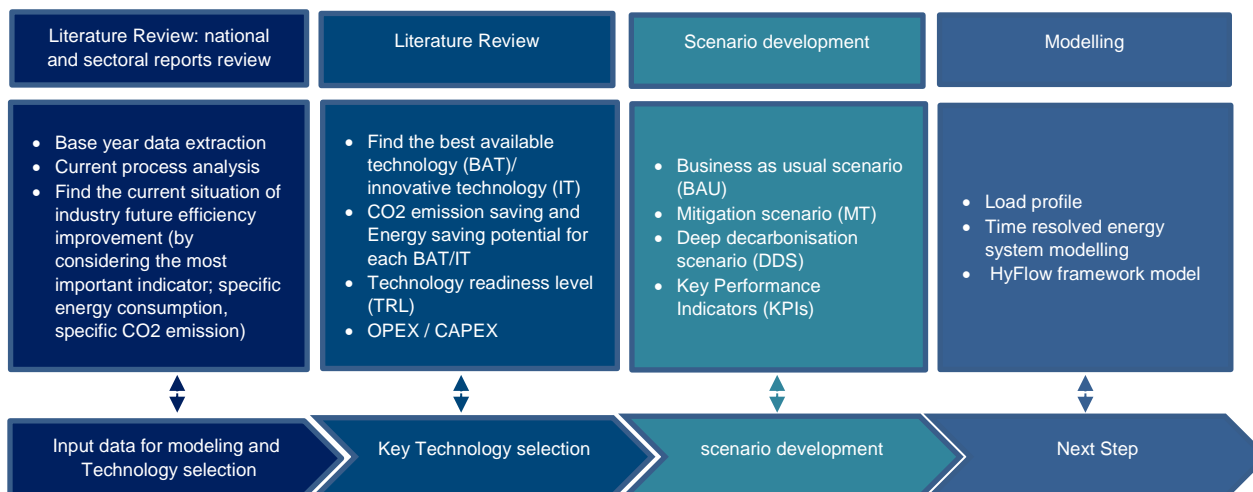 Literature Review: national
and sectoral reports review
Literature Review
Scenario development
Modelling
• Base year data extraction
• Current process analysis
• Find the current situation of
industry future efficiency
improvement (by
considering the most
important indicator; specific
energy consumption,
specific CO2 emission)
• Find the best available
technology (BAT)/
innovative technology (IT)
• CO2 emission saving and
Energy saving potential for
each BAT/IT
• Technology readiness level
(TRL)
• OPEX / CAPEX
• Business as usual scenario
(BAU)
• Mitigation scenario (MT)
• Deep decarbonisation
scenario (DDS)
• Key Performance
Indicators (KPIs)
• Load profile
• Time resolved energy
system modelling
• HyFlow framework model
Input data for modeling and
Technology selection
Key Technology selection
scenario development
Next Step